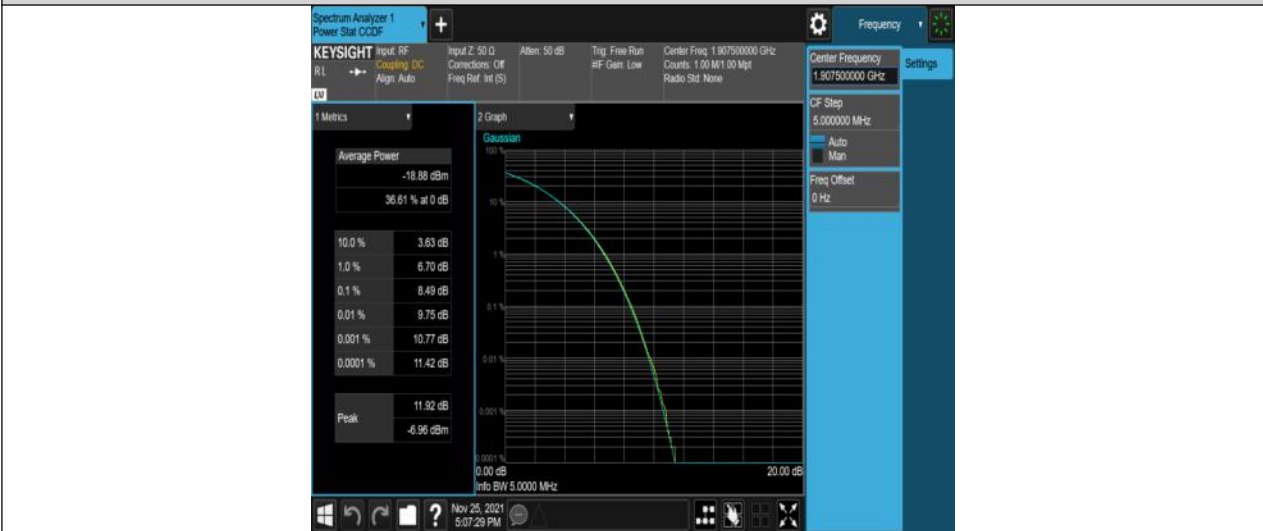 Spectrum Analyzer 1
Power Stat CCDF
+
Frequency
KEYSIGHT
RL
LM
Input: RF
Coupling: DC
Align: Auto
Input Z: 50 Ω
Corrections: Off
Freq Ref: Int (S)
Atten: 50 dB
Trig: Free Run
#IF Gain: Low
Center Freq: 1.907500000 GHz
Counts: 1.00 M/1.00 Mpt
Radio Std: None
Center Frequency
1.907500000 GHz
Settings
CF Step
5.000000 MHz
Auto
Man
Freq Offset
0 Hz
1 Metrics
Average Power
-18.88 dBm
36.61 % at 0 dB
10.0 % 3.63 dB
1.0 % 6.70 dB
0.1 % 8.49 dB
0.01 % 9.75 dB
0.001 % 10.77 dB
0.0001 % 11.42 dB
Peak
11.92 dB
-6.96 dBm
2 Graph
Gaussian
100 %
10 %
1 %
0.1 %
0.01 %
0.001 %
0.0001 %
0.00 dB
20.00 dB
Info BW 5.0000 MHz
?
Nov 25, 2021
5:07:29 PM